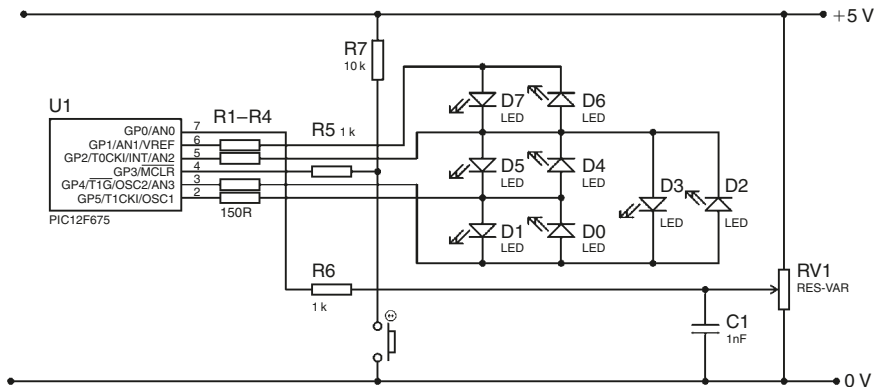 +5 V
R7
10 k
U1
R1–R4
R5 1 k
D7
LED
D6
LED
GP0/AN0 7
GP1/AN1/VREF 6
GP2/T0CKI/INT/AN2 5
GP3/MCLR 4
GP4/T1G/OSC2/AN3 3
GP5/T1CKI/OSC1 2
PIC12F675
150R
D5
LED
D4
LED
D3
LED
D2
LED
D1
LED
D0
LED
R6
1 k
RV1
RES-VAR
C1
1nF
0 V